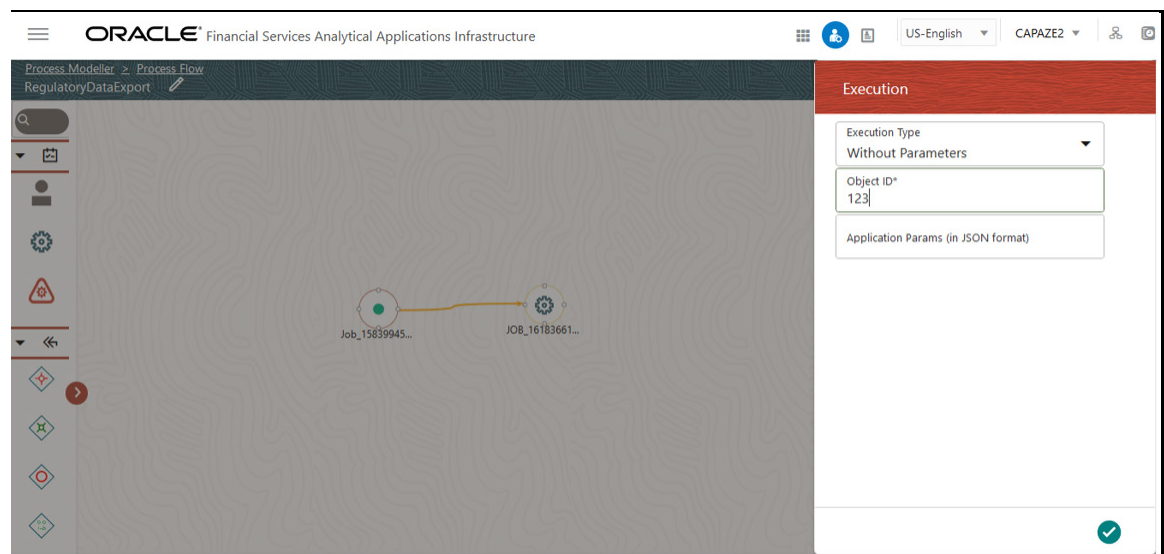 ORACLE® Financial Services Analytical Applications Infrastructure
US-English
CAPAZE2
Process Modeller > Process Flow
RegulatoryDataExport
Execution
Execution Type
Without Parameters
Object ID*
123
Application Params (in JSON format)
Job_15839945...
JOB_16183661...